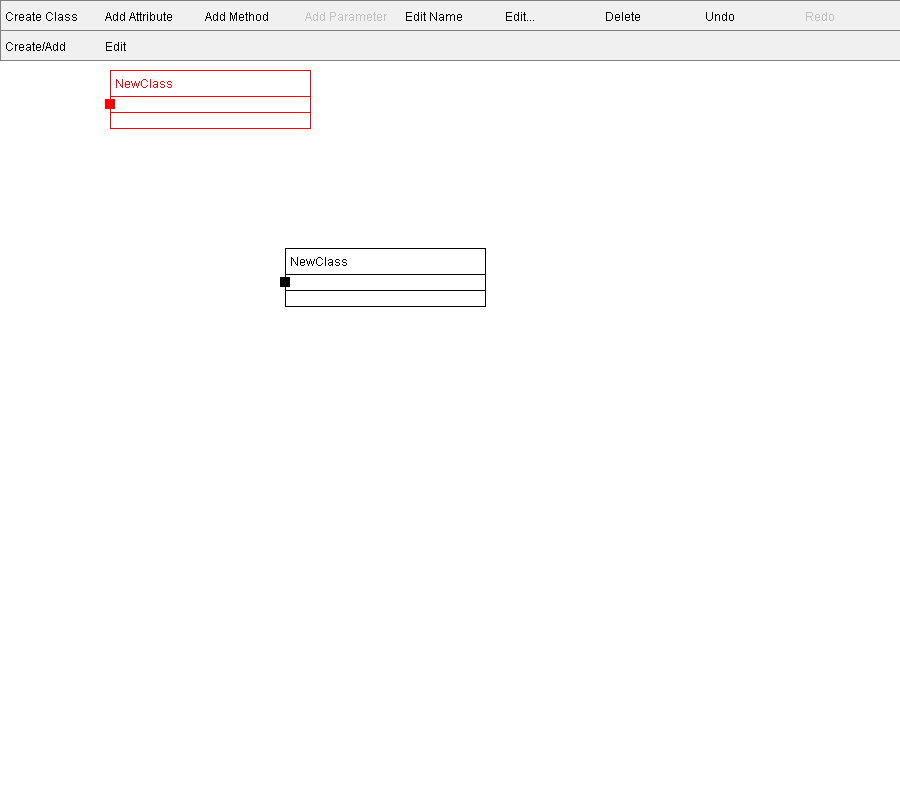 Create Class Add Attribute Add Method Add Parameter Edit Name Edit... Delete Undo Redo
Create/Add Edit
NewClass
NewClass